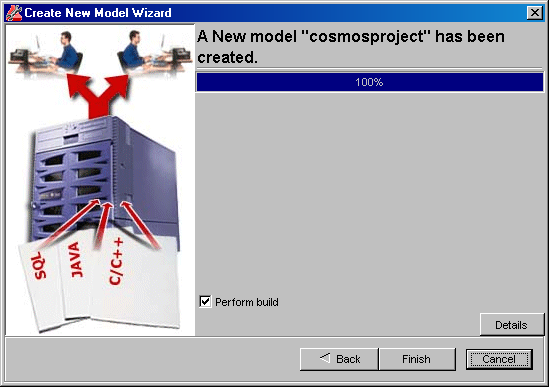 Create New Model Wizard
A New model "cosmosproject" has been
created.
100%
SQL
JAVA
C/C++
Perform build
Details
Back
Finish
Cancel